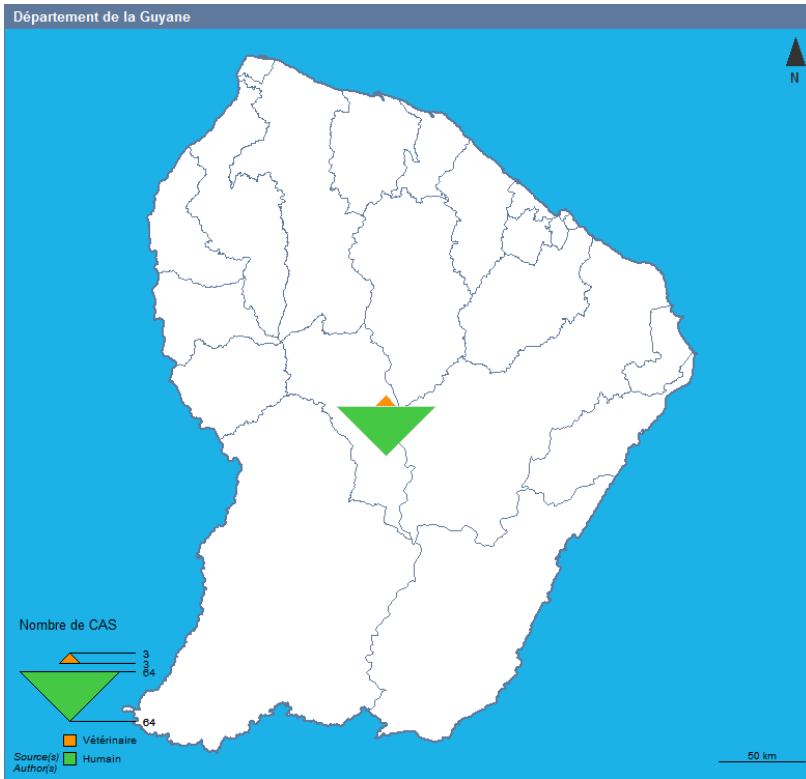 Département de la Guyane
N
Nombre de CAS
3
3
64
64
Vétérinaire
Humain
Source(s)
Author(s)
50 km